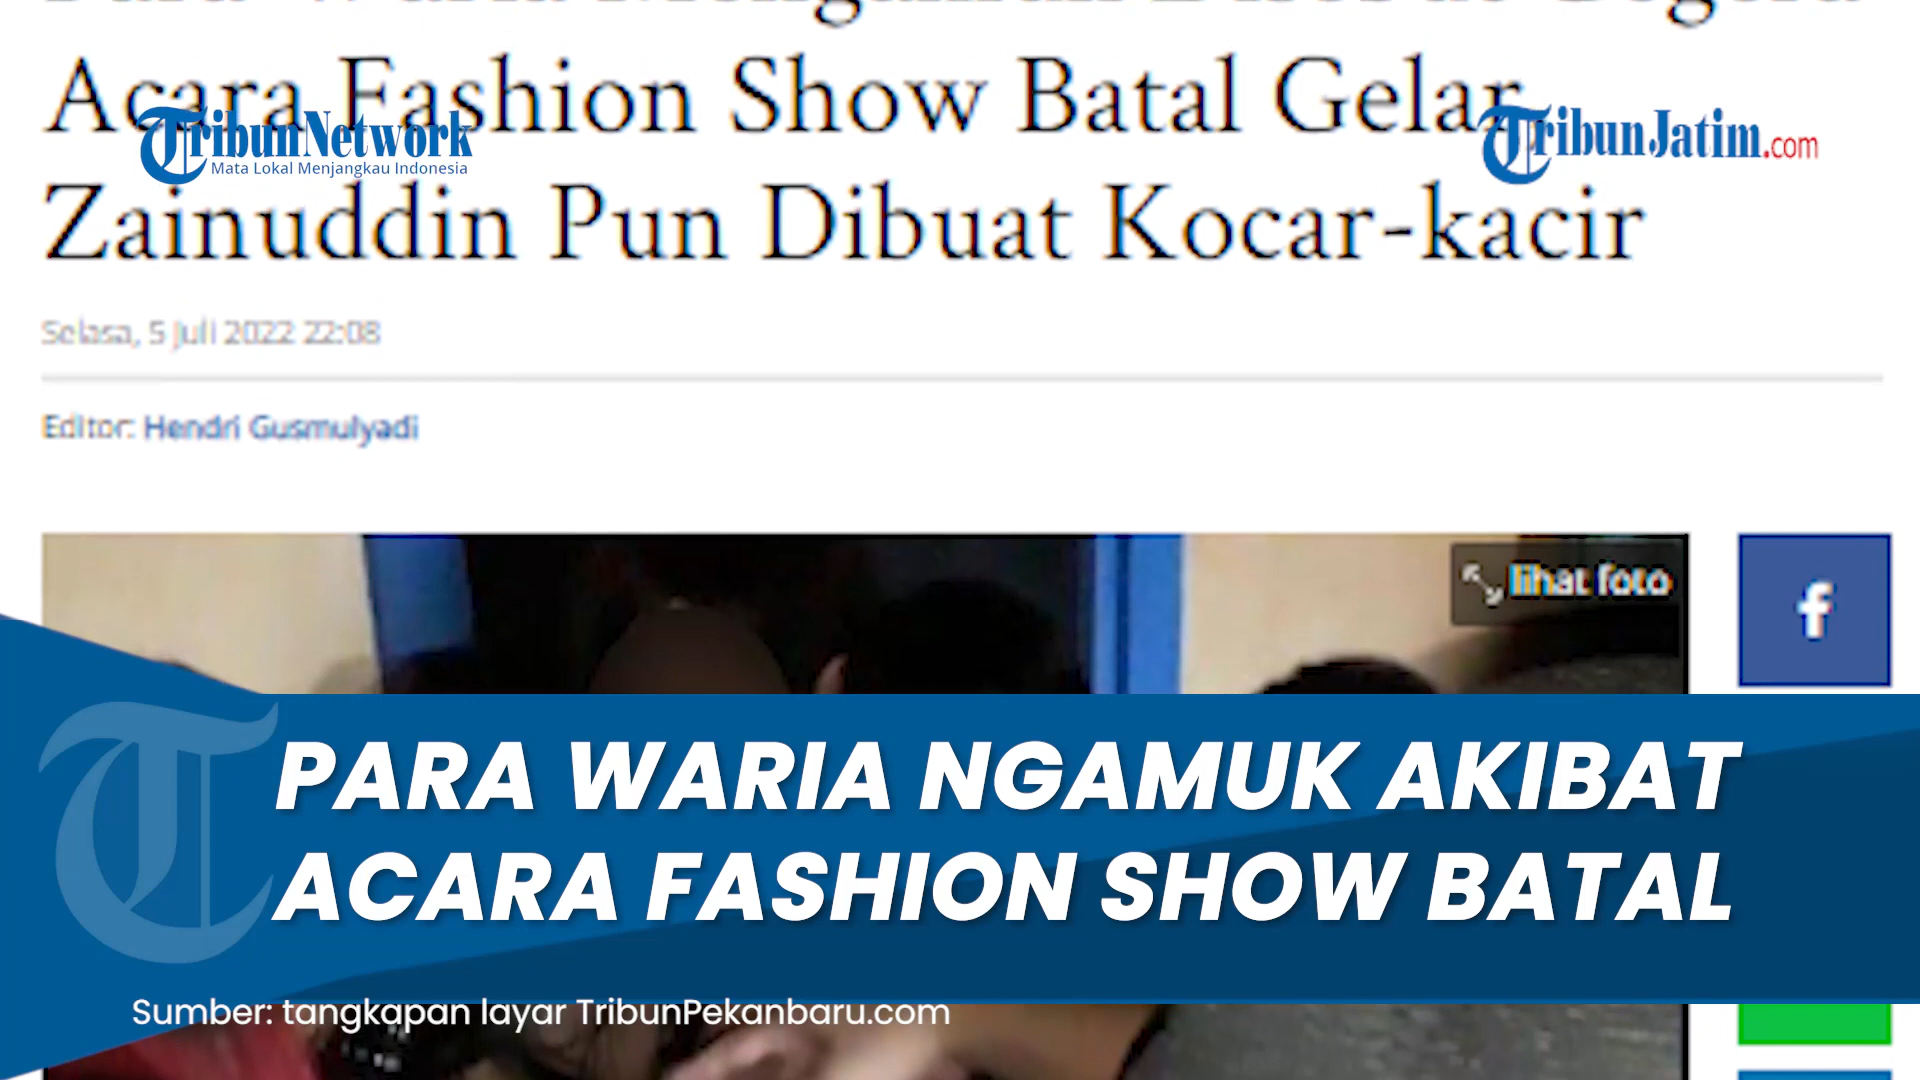 Acara Fashion Show Batal Gelar,
TribunNetwork
Mata Lokal Menjangkau Indonesia
TribunJatim.com
Zainuddin Pun Dibuat Kocar-kacir
Selasa, 5 Juli 2022 22:08
Editor: Hendri Gusmulyadi
lihat foto
f
PARA WARIA NGAMUK AKIBAT
ACARA FASHION SHOW BATAL
Sumber: tangkapan layar TribunPekanbaru.com